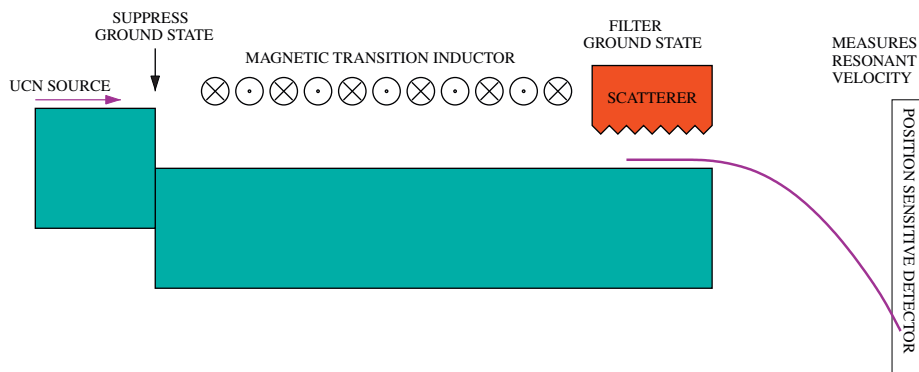 SUPPRESS
GROUND STATE
UCN SOURCE
MAGNETIC TRANSITION INDUCTOR
FILTER
GROUND STATE
SCATTERER
MEASURES
RESONANT
VELOCITY
POSITION SENSITIVE DETECTOR